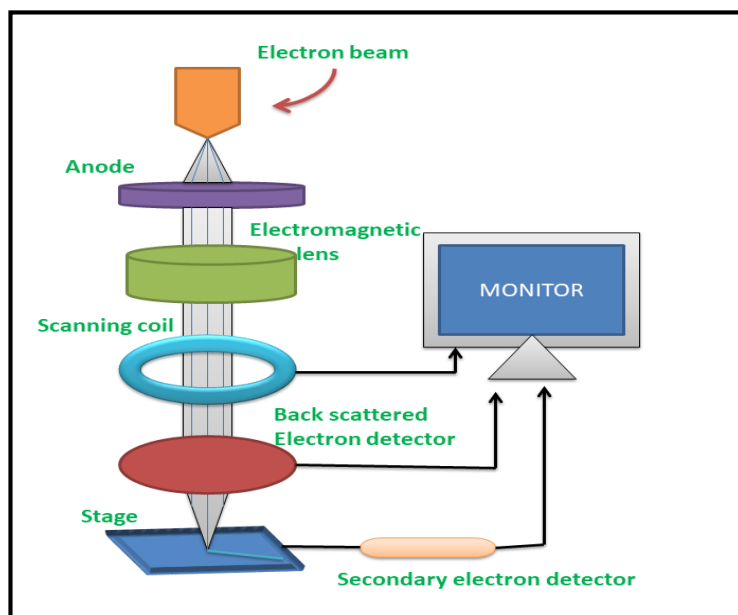 Electron beam
Anode
Electromagnetic
lens
MONITOR
Scanning coil
Back scattered
Electron detector
Stage
Secondary electron detector